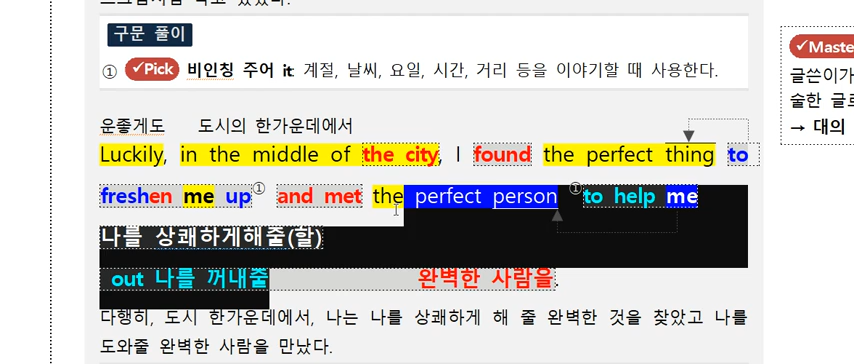 구문 풀이
① ✓Pick 비인칭 주어 it: 계절, 날씨, 요일, 시간, 거리 등을 이야기할 때 사용한다.
✓Maste
글쓴이가
술한 글
→ 대의
운좋게도 도시의 한가운데에서
Luckily, in the middle of the city, I found the perfect thing to
freshen me up① and met the perfect person ①to help me
나를 상쾌하게해줄(할)
out 나를 꺼내줄 완벽한 사람을.
다행히, 도시 한가운데에서, 나는 나를 상쾌하게 해 줄 완벽한 것을 찾았고 나를
도와줄 완벽한 사람을 만났다.